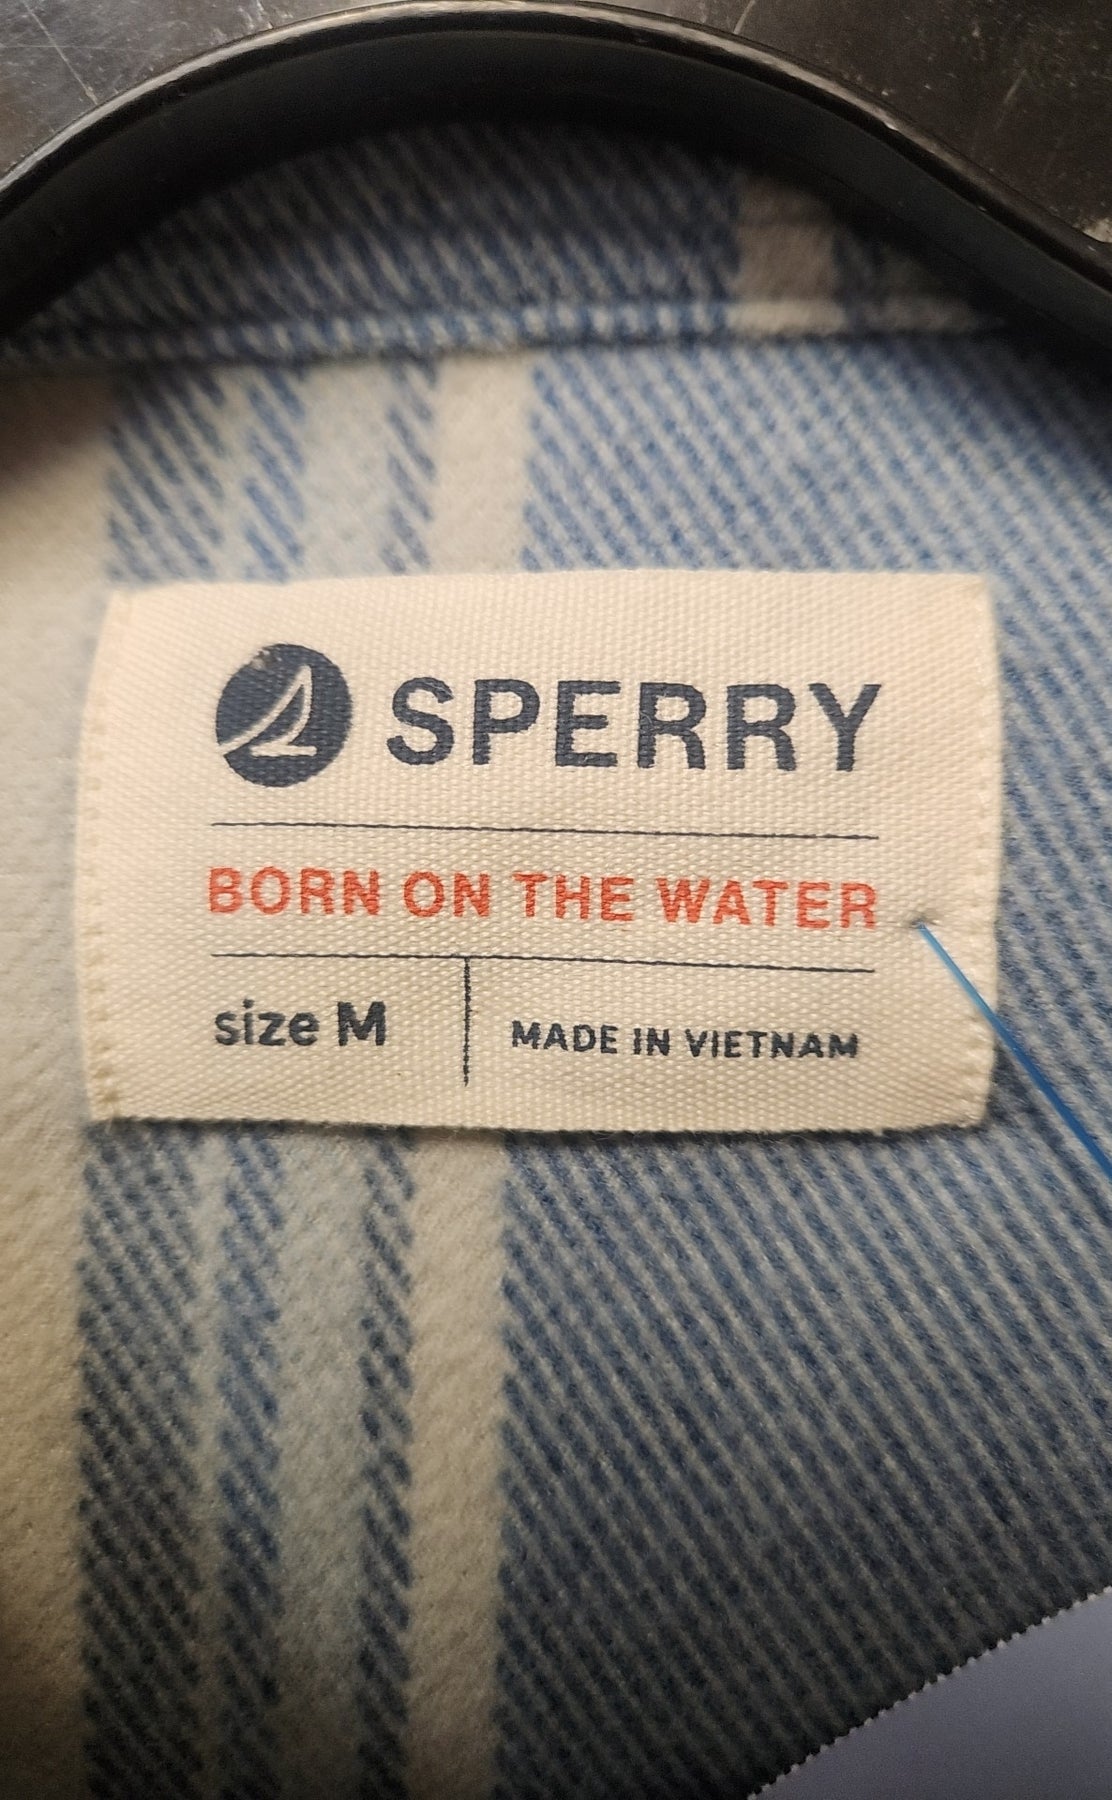 SPERRY
BORN ON THE WATER
size M
MADE IN VIETNAM